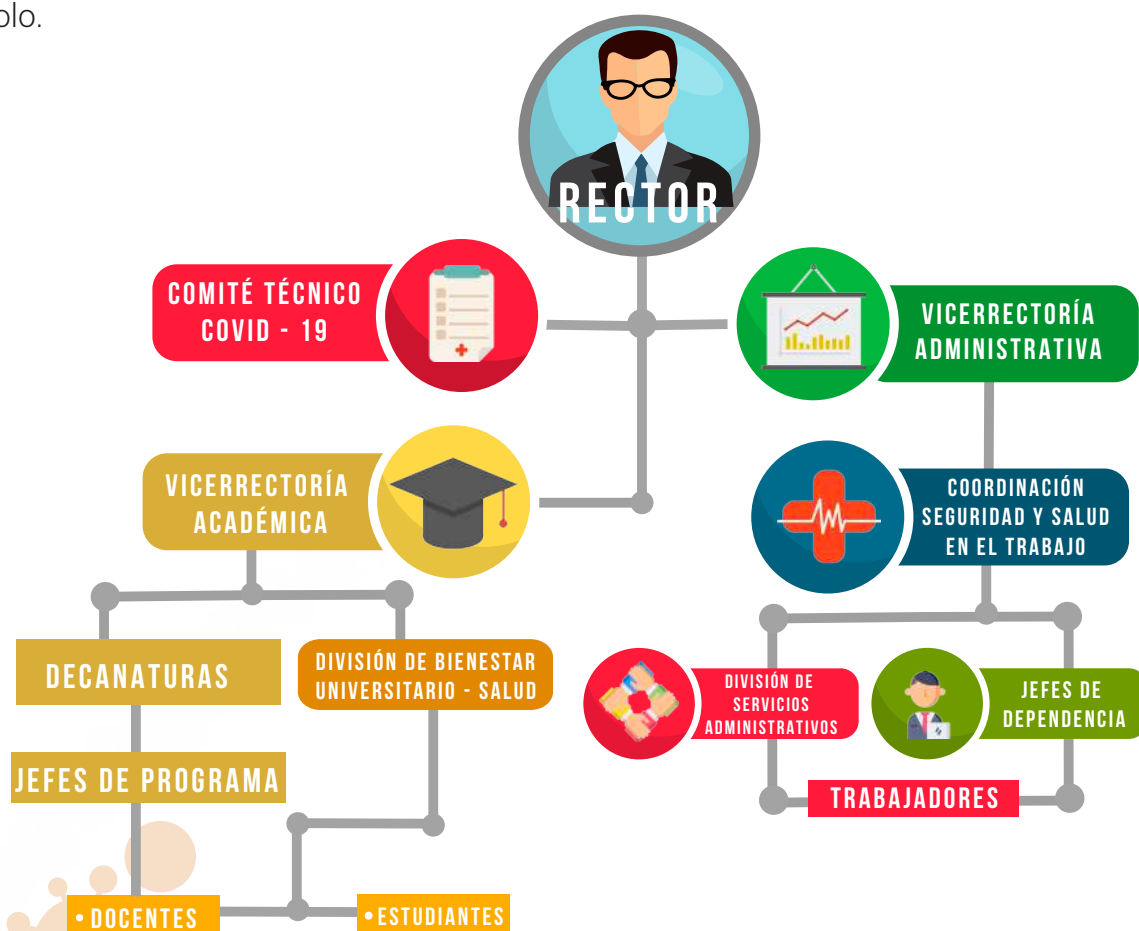 RECTOR
COMITÉ TÉCNICO
COVID - 19
VICERRECTORÍA
ADMINISTRATIVA
VICERRECTORÍA
ACADÉMICA
COORDINACIÓN
SEGURIDAD Y SALUD
EN EL TRABAJO
DECANATURAS
DIVISIÓN DE BIENESTAR
UNIVERSITARIO - SALUD
DIVISIÓN DE
SERVICIOS
ADMINISTRATIVOS
JEFES DE
DEPENDENCIA
JEFES DE PROGRAMA
TRABAJADORES
• DOCENTES
• ESTUDIANTES